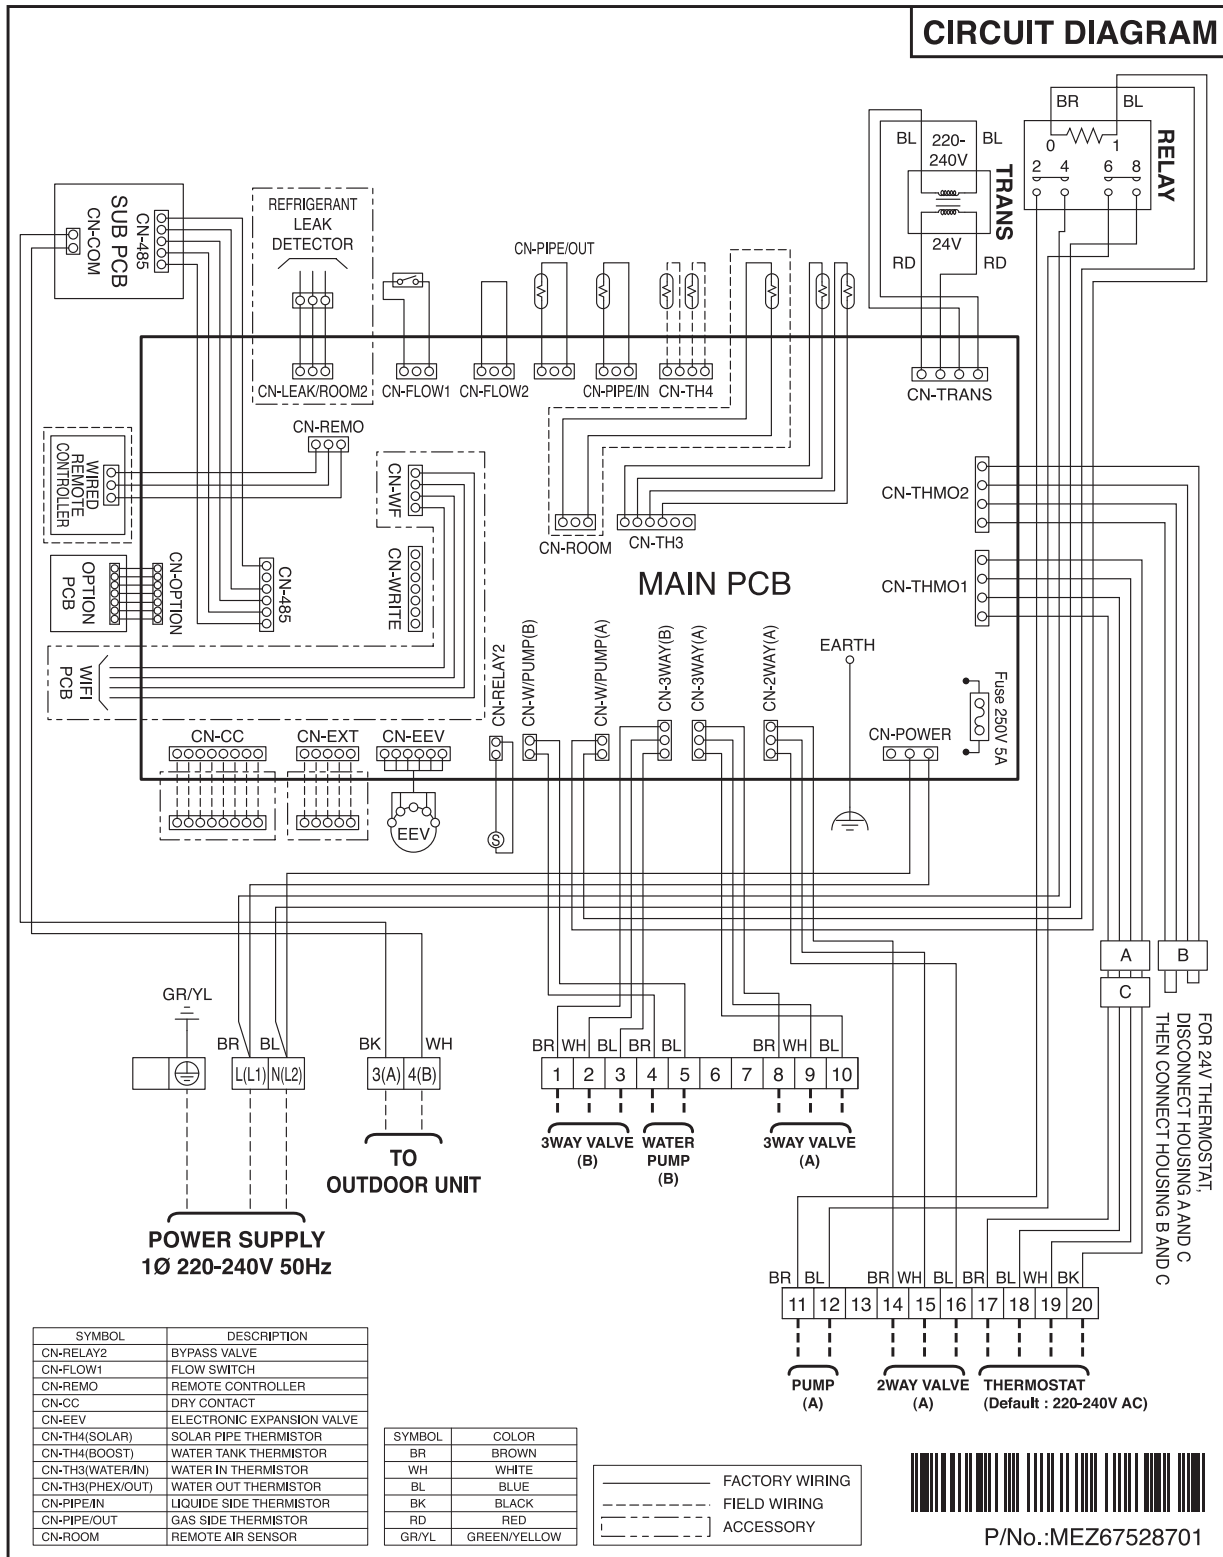 CIRCUIT DIAGRAM
BR BL
RELAY
0 1
2 4 6 8
BL 220-240V BL
TRANS
24V
RD RD
SUB PCB
CN-COM
CN-485
REFRIGERANT
LEAK
DETECTOR
CN-PIPE/OUT
CN-LEAK/ROOM2
CN-FLOW1
CN-FLOW2
CN-PIPE/IN
CN-TH4
CN-TRANS
CN-REMO
WIRED
REMOTE
CONTROLLER
CN-WF
CN-WRITE
CN-ROOM
CN-TH3
CN-THMO2
CN-THMO1
OPTION
PCB
CN-OPTION
CN-485
MAIN PCB
WIFI
PCB
CN-RELAY2
CN-W/PUMP(B)
CN-W/PUMP(A)
CN-3WAY(B)
CN-3WAY(A)
CN-2WAY(A)
EARTH
Fuse 250V 5A
CN-POWER
CN-CC
CN-EXT
CN-EEV
EEV
S
A
B
C
FOR 24V THERMOSTAT,
DISCONNECT HOUSING A AND C
THEN CONNECT HOUSING B AND C
GR/YL
BR BL
BK WH
L(L1) N(L2)
3(A) 4(B)
TO
OUTDOOR UNIT
POWER SUPPLY
1Ø 220-240V 50Hz
BR WH BL BR BL BR WH BL
1 2 3 4 5 6 7 8 9 10
3WAY VALVE
(B)
WATER
PUMP
(B)
3WAY VALVE
(A)
BR BL BR WH BL BR BL WH BK
11 12 13 14 15 16 17 18 19 20
PUMP
(A)
2WAY VALVE
(A)
THERMOSTAT
(Default : 220-240V AC)
SYMBOL DESCRIPTION
CN-RELAY2 BYPASS VALVE
CN-FLOW1 FLOW SWITCH
CN-REMO REMOTE CONTROLLER
CN-CC DRY CONTACT
CN-EEV ELECTRONIC EXPANSION VALVE
CN-TH4(SOLAR) SOLAR PIPE THERMISTOR
CN-TH4(BOOST) WATER TANK THERMISTOR
CN-TH3(WATER/IN) WATER IN THERMISTOR
CN-TH3(PHEX/OUT) WATER OUT THERMISTOR
CN-PIPE/IN LIQUIDE SIDE THERMISTOR
CN-PIPE/OUT GAS SIDE THERMISTOR
CN-ROOM REMOTE AIR SENSOR
SYMBOL COLOR
BR BROWN
WH WHITE
BL BLUE
BK BLACK
RD RED
GR/YL GREEN/YELLOW
FACTORY WIRING
FIELD WIRING
ACCESSORY
P/No.:MEZ67528701